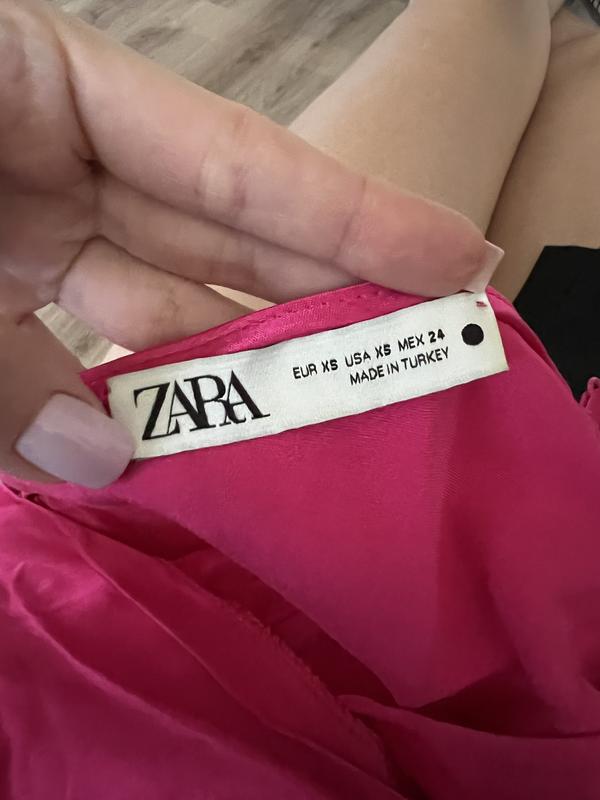 ZARA
EUR XS USA XS MEX 24
MADE IN TURKEY